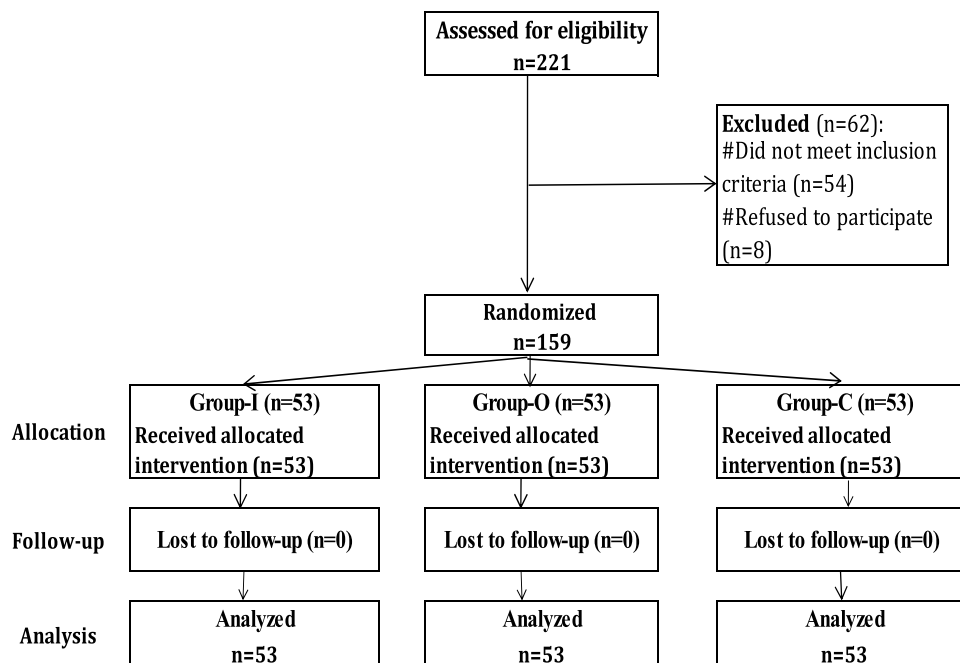 Assessed for eligibility
n=221
Excluded (n=62):
#Did not meet inclusion
criteria (n=54)
#Refused to participate
(n=8)
Randomized
n=159
Allocation
Group-I (n=53)
Received allocated
intervention (n=53)
Group-O (n=53)
Received allocated
intervention (n=53)
Group-C (n=53)
Received allocated
intervention (n=53)
Follow-up
Lost to follow-up (n=0)
Lost to follow-up (n=0)
Lost to follow-up (n=0)
Analysis
Analyzed
n=53
Analyzed
n=53
Analyzed
n=53